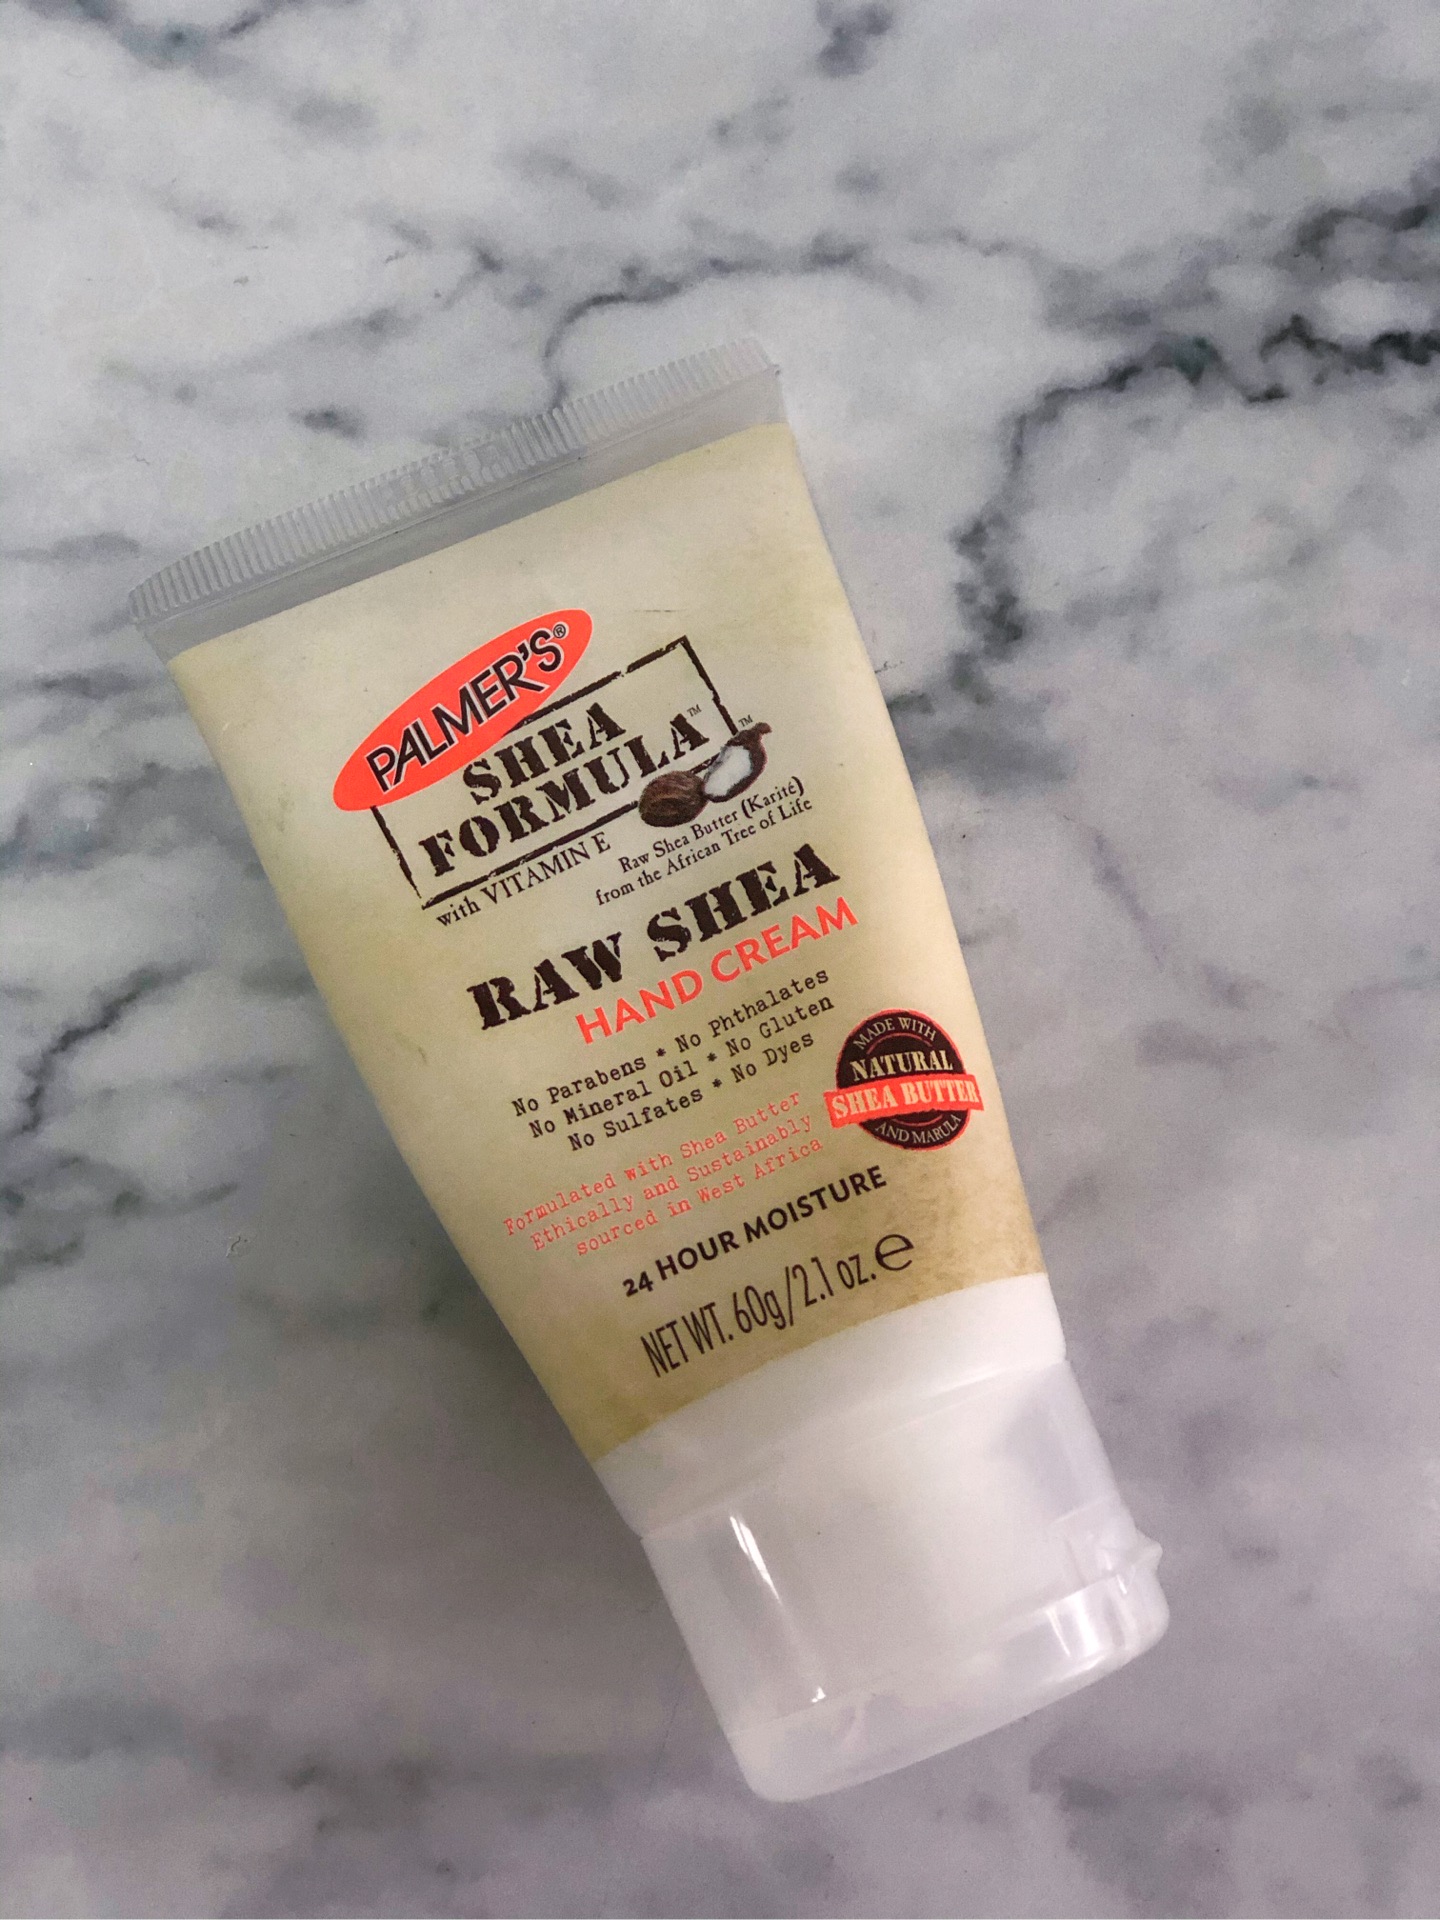 PALMER'S®
SHEA
FORMULA™
™
with VITAMIN E
Raw Shea Butter (Karité)
from the African Tree of Life
RAW SHEA
HAND CREAM
No Parabens * No Phthalates
No Mineral Oil * No Gluten
No Sulfates * No Dyes
MADE WITH
NATURAL
SHEA BUTTER
AND MARULA
Formulated with Shea Butter
Ethically and Sustainably
sourced in West Africa
24 HOUR MOISTURE
NET WT. 60g/2.1 oz. e